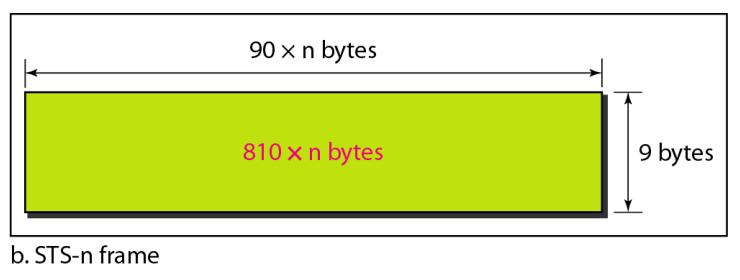 90 × n bytes
810 × n bytes
9 bytes
b. STS-n frame